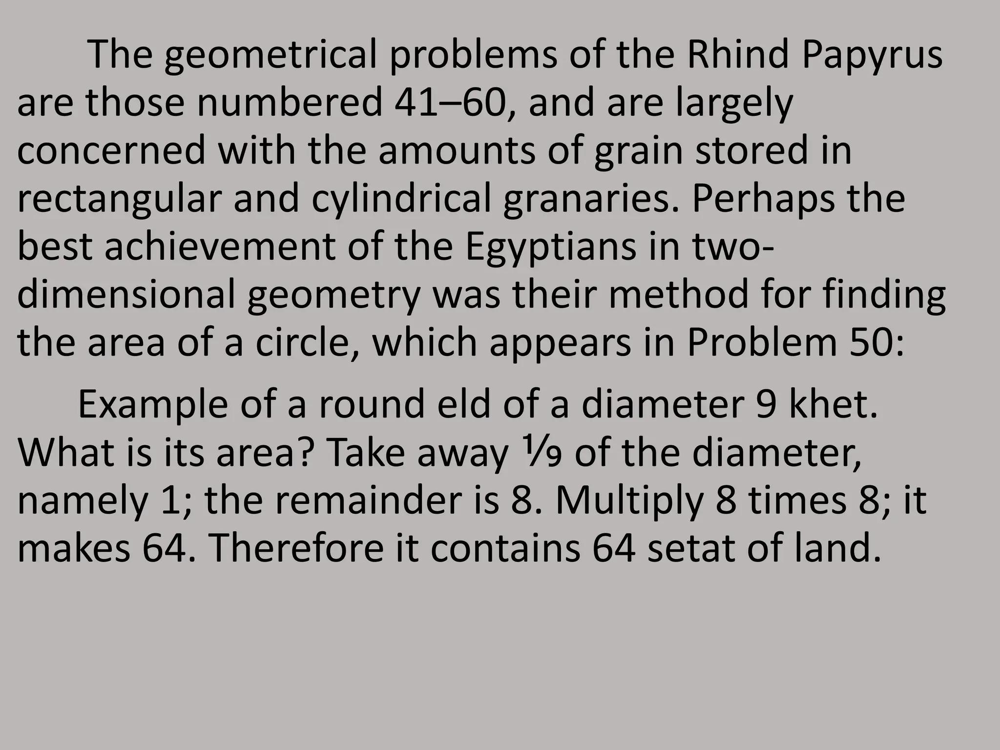 The geometrical problems of the Rhind Papyrus
are those numbered 41–60, and are largely
concerned with the amounts of grain stored in
rectangular and cylindrical granaries. Perhaps the
best achievement of the Egyptians in two-
dimensional geometry was their method for finding
the area of a circle, which appears in Problem 50:
Example of a round eld of a diameter 9 khet.
What is its area? Take away ⅑ of the diameter,
namely 1; the remainder is 8. Multiply 8 times 8; it
makes 64. Therefore it contains 64 setat of land.